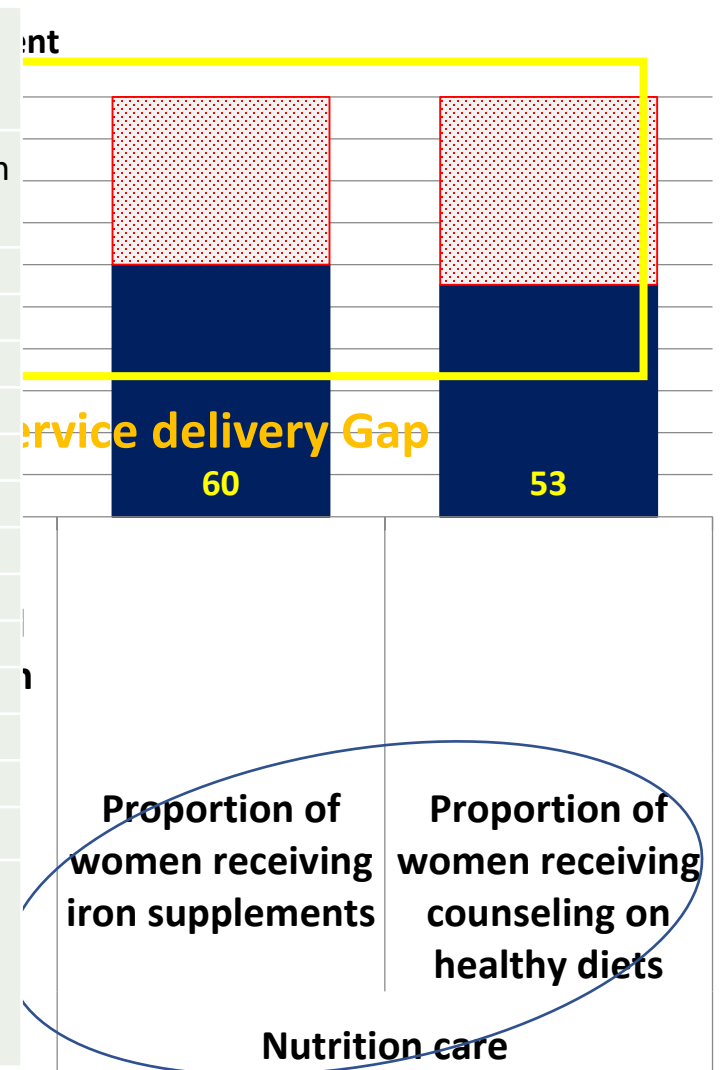 ent
n
ervice delivery Gap
60 53
n
Proportion of women receiving iron supplements
Proportion of women receiving counseling on healthy diets
Nutrition care